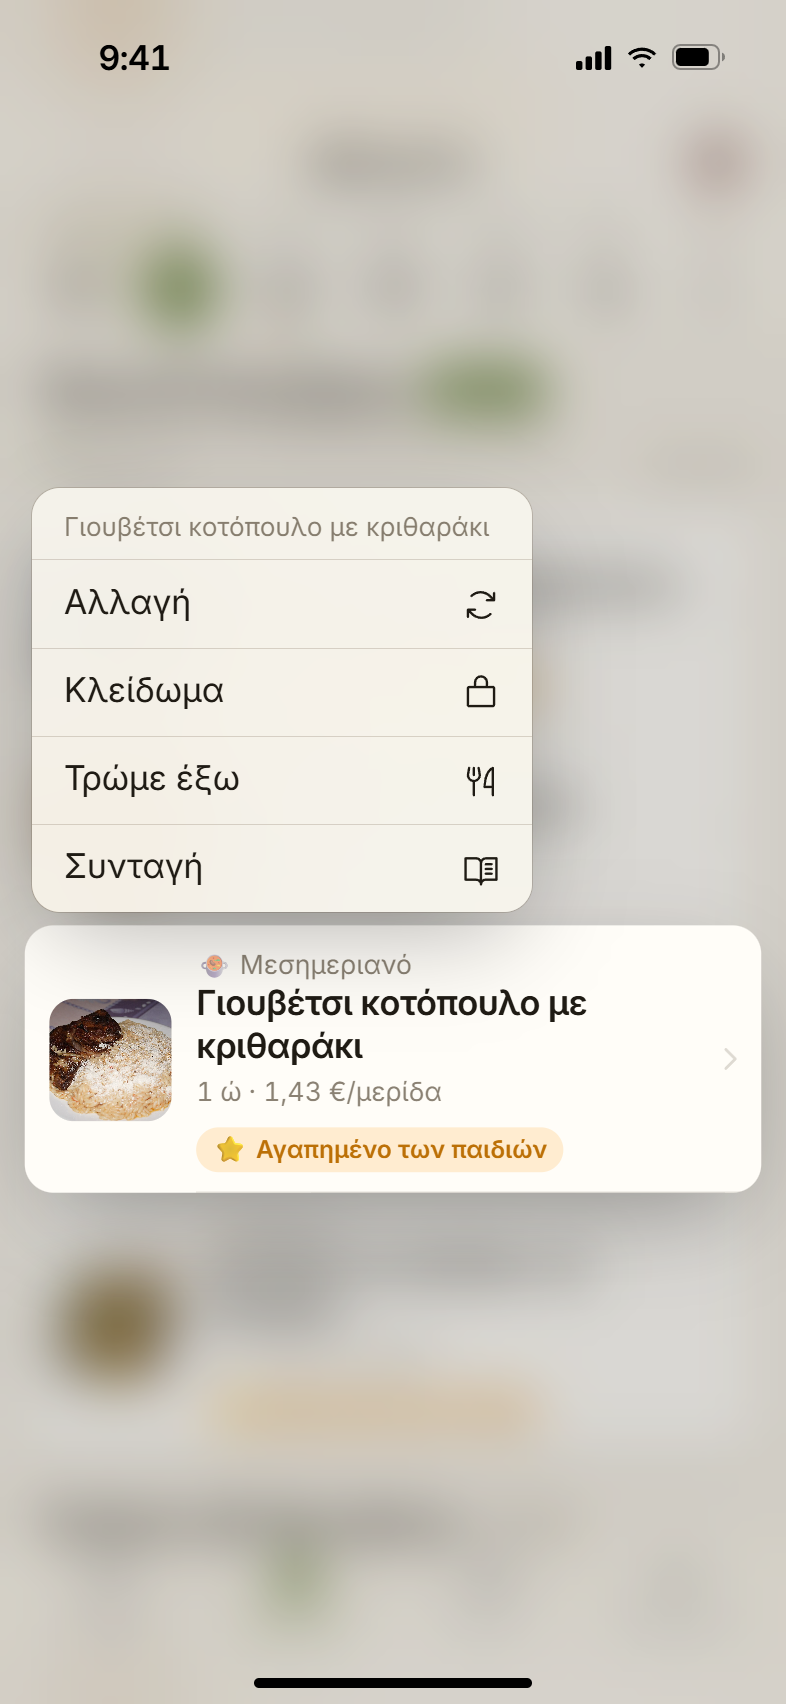 9:41
Γιουβέτσι κοτόπουλο με κριθαράκι
Αλλαγή
Κλείδωμα
Τρώμε έξω
Συνταγή
Μεσημεριανό
Γιουβέτσι κοτόπουλο με
κριθαράκι
1 ώ · 1,43 €/μερίδα
Αγαπημένο των παιδιών